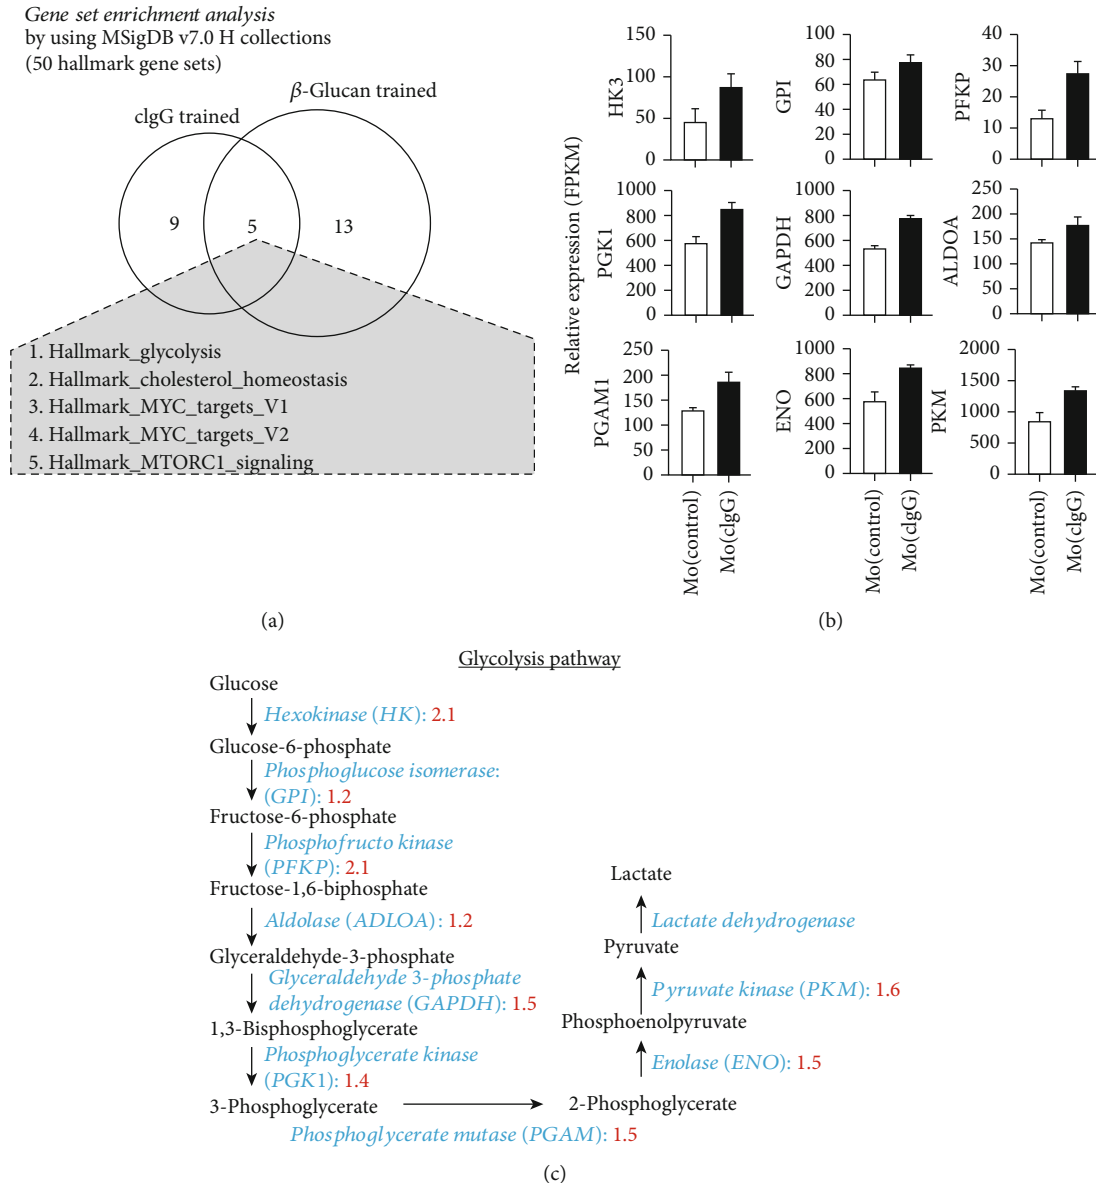 Gene set enrichment analysis
by using MSigDB v7.0 H collections
(50 hallmark gene sets)
β-Glucan trained
clgG trained
9
5
13
1. Hallmark_glycolysis
2. Hallmark_cholesterol_homeostasis
3. Hallmark_MYC_targets_V1
4. Hallmark_MYC_targets_V2
5. Hallmark_MTORC1_signaling
(a)
Relative expression (FPKM)
HK3
150
100
50
0
GPI
100
80
60
40
20
0
PFKP
40
30
20
10
0
PGK1
1000
800
600
400
200
0
GAPDH
1000
800
600
400
200
0
ALDOA
250
200
150
100
50
0
PGAM1
250
200
150
100
50
0
ENO
1000
800
600
400
200
0
PKM
2000
1500
1000
500
0
Mo(control)
Mo(clgG)
Mo(control)
Mo(clgG)
Mo(control)
Mo(clgG)
(b)
Glycolysis pathway
Glucose
Hexokinase (HK): 2.1
Glucose-6-phosphate
Phosphoglucose isomerase:
(GPI): 1.2
Fructose-6-phosphate
Phosphofructo kinase
(PFKP): 2.1
Fructose-1,6-biphosphate
Aldolase (ADLOA): 1.2
Glyceraldehyde-3-phosphate
Glyceraldehyde 3-phosphate
dehydrogenase (GAPDH): 1.5
1,3-Bisphosphoglycerate
Phosphoglycerate kinase
(PGK1): 1.4
3-Phosphoglycerate
Phosphoglycerate mutase (PGAM): 1.5
2-Phosphoglycerate
Enolase (ENO): 1.5
Phosphoenolpyruvate
Pyruvate kinase (PKM): 1.6
Pyruvate
Lactate dehydrogenase
Lactate
(c)